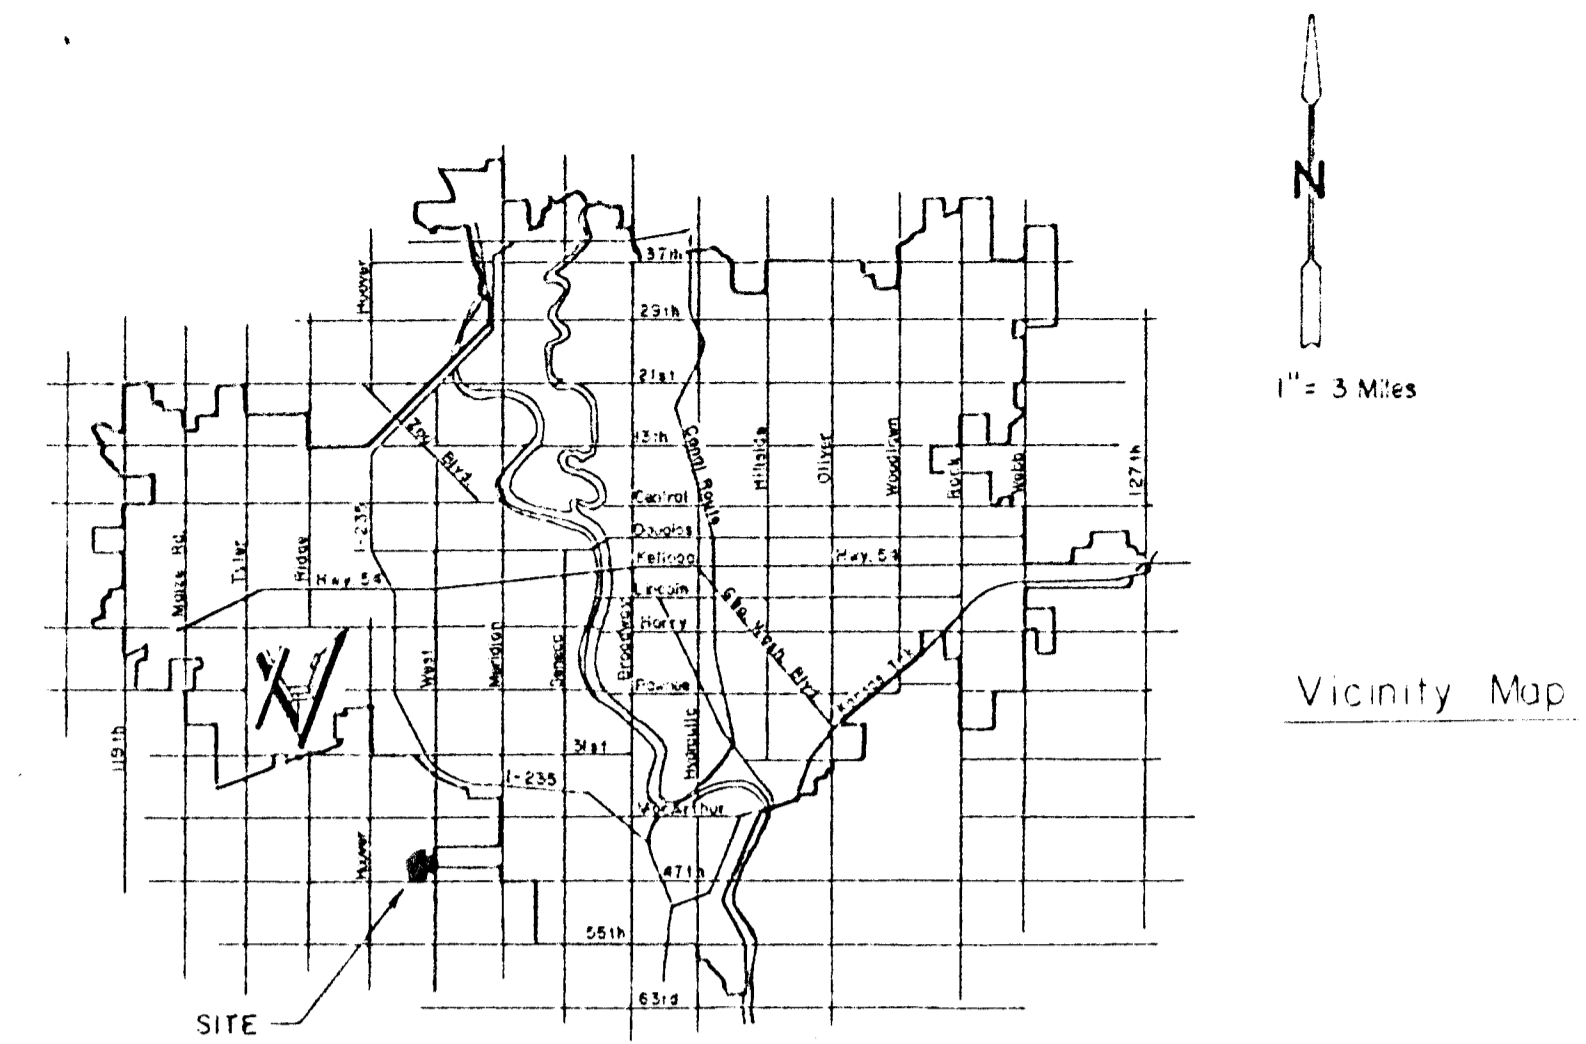 N
1" = 3 Miles
Vicinity Map
37th
Hoover
29th
21st
Zoo Blvd.
13th
Canal Route
Hillside
Oliver
Woodlawn
Rock
Webb
127th
Central
I-235
Douglas
Maize Rd.
Tyler
Ridge
Kellogg
Hwy. 54
Hwy. 54
Lincoln
Harry
Broadway
West
Meridian
Seneca
Pawnee
Blvd
Kansas Tpk
119th
31st
Hydraulic
I-235
MacArthur
Hoover
47th
55th
63rd
SITE